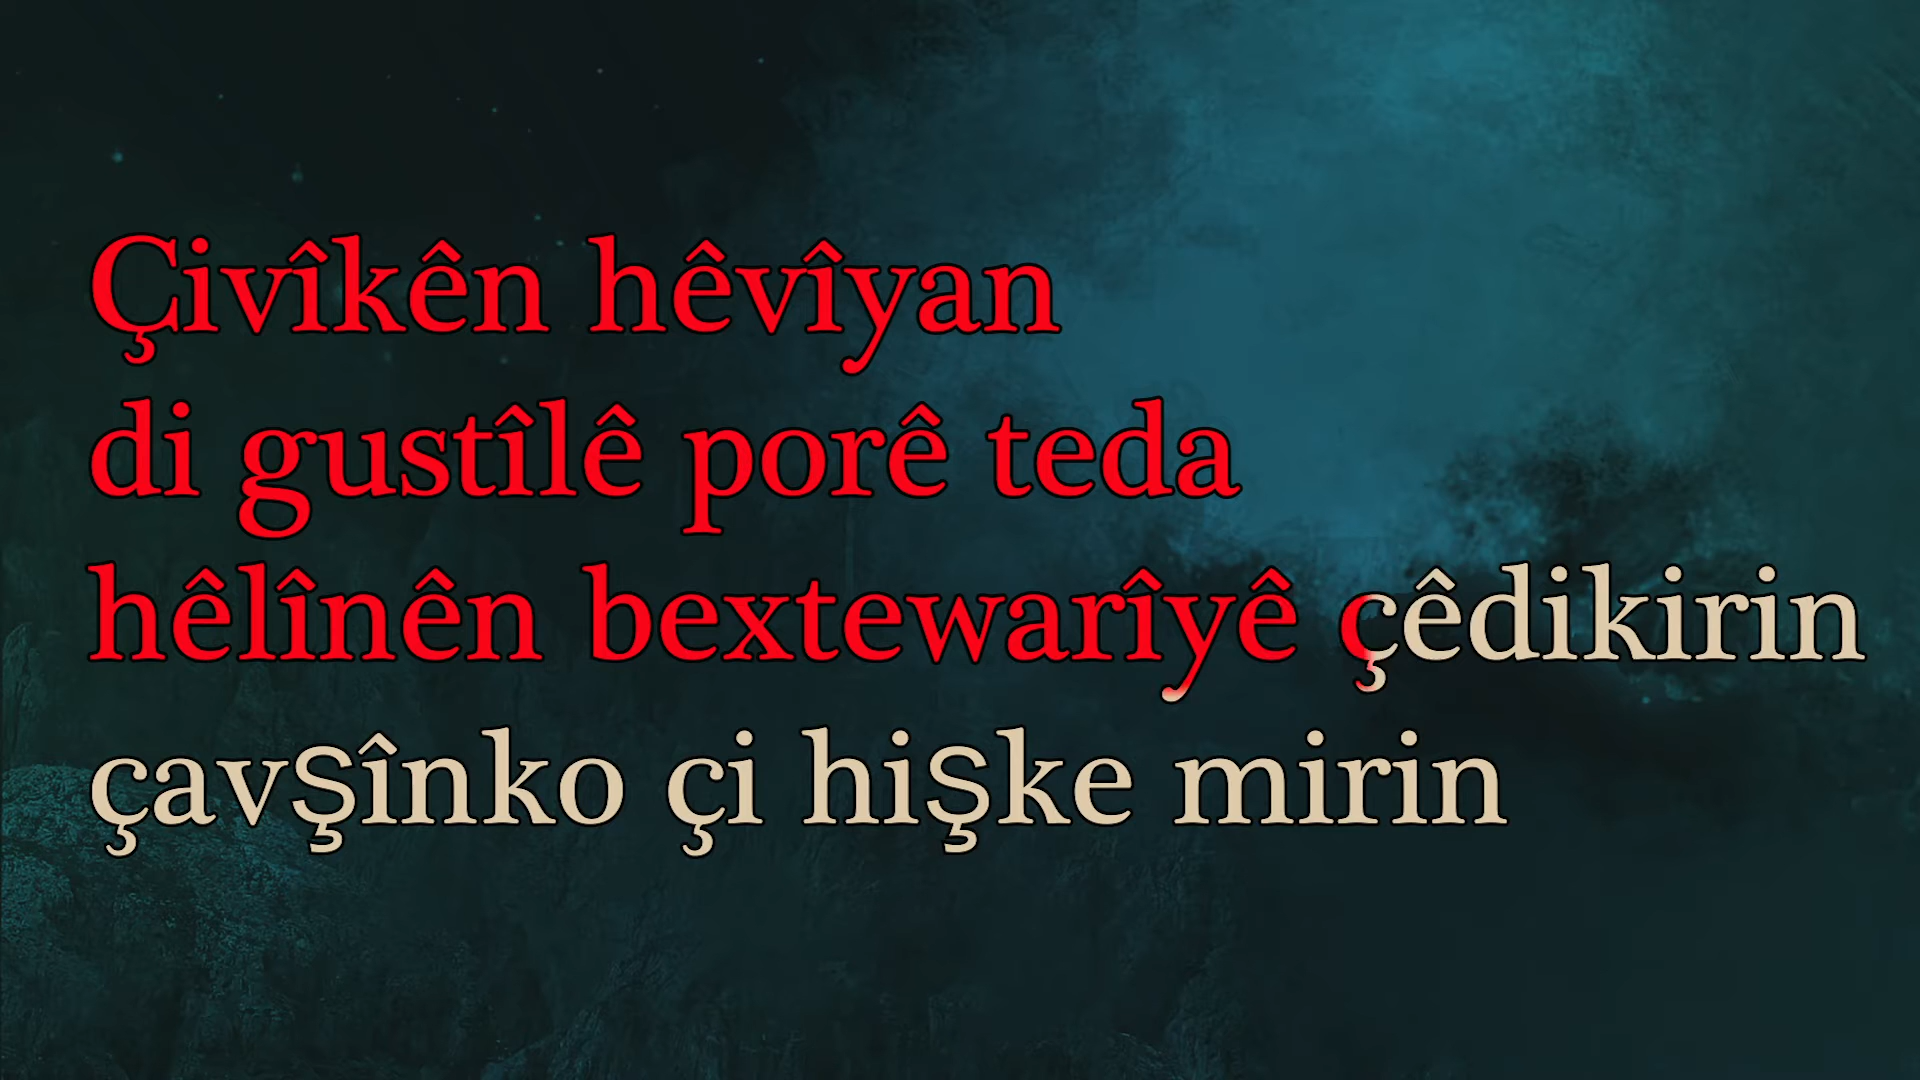 Çivîkên hêvîyan
di gustîlê porê teda
hêlînên bextewarîyê çêdikirin
çavşînko çi hişke mirin